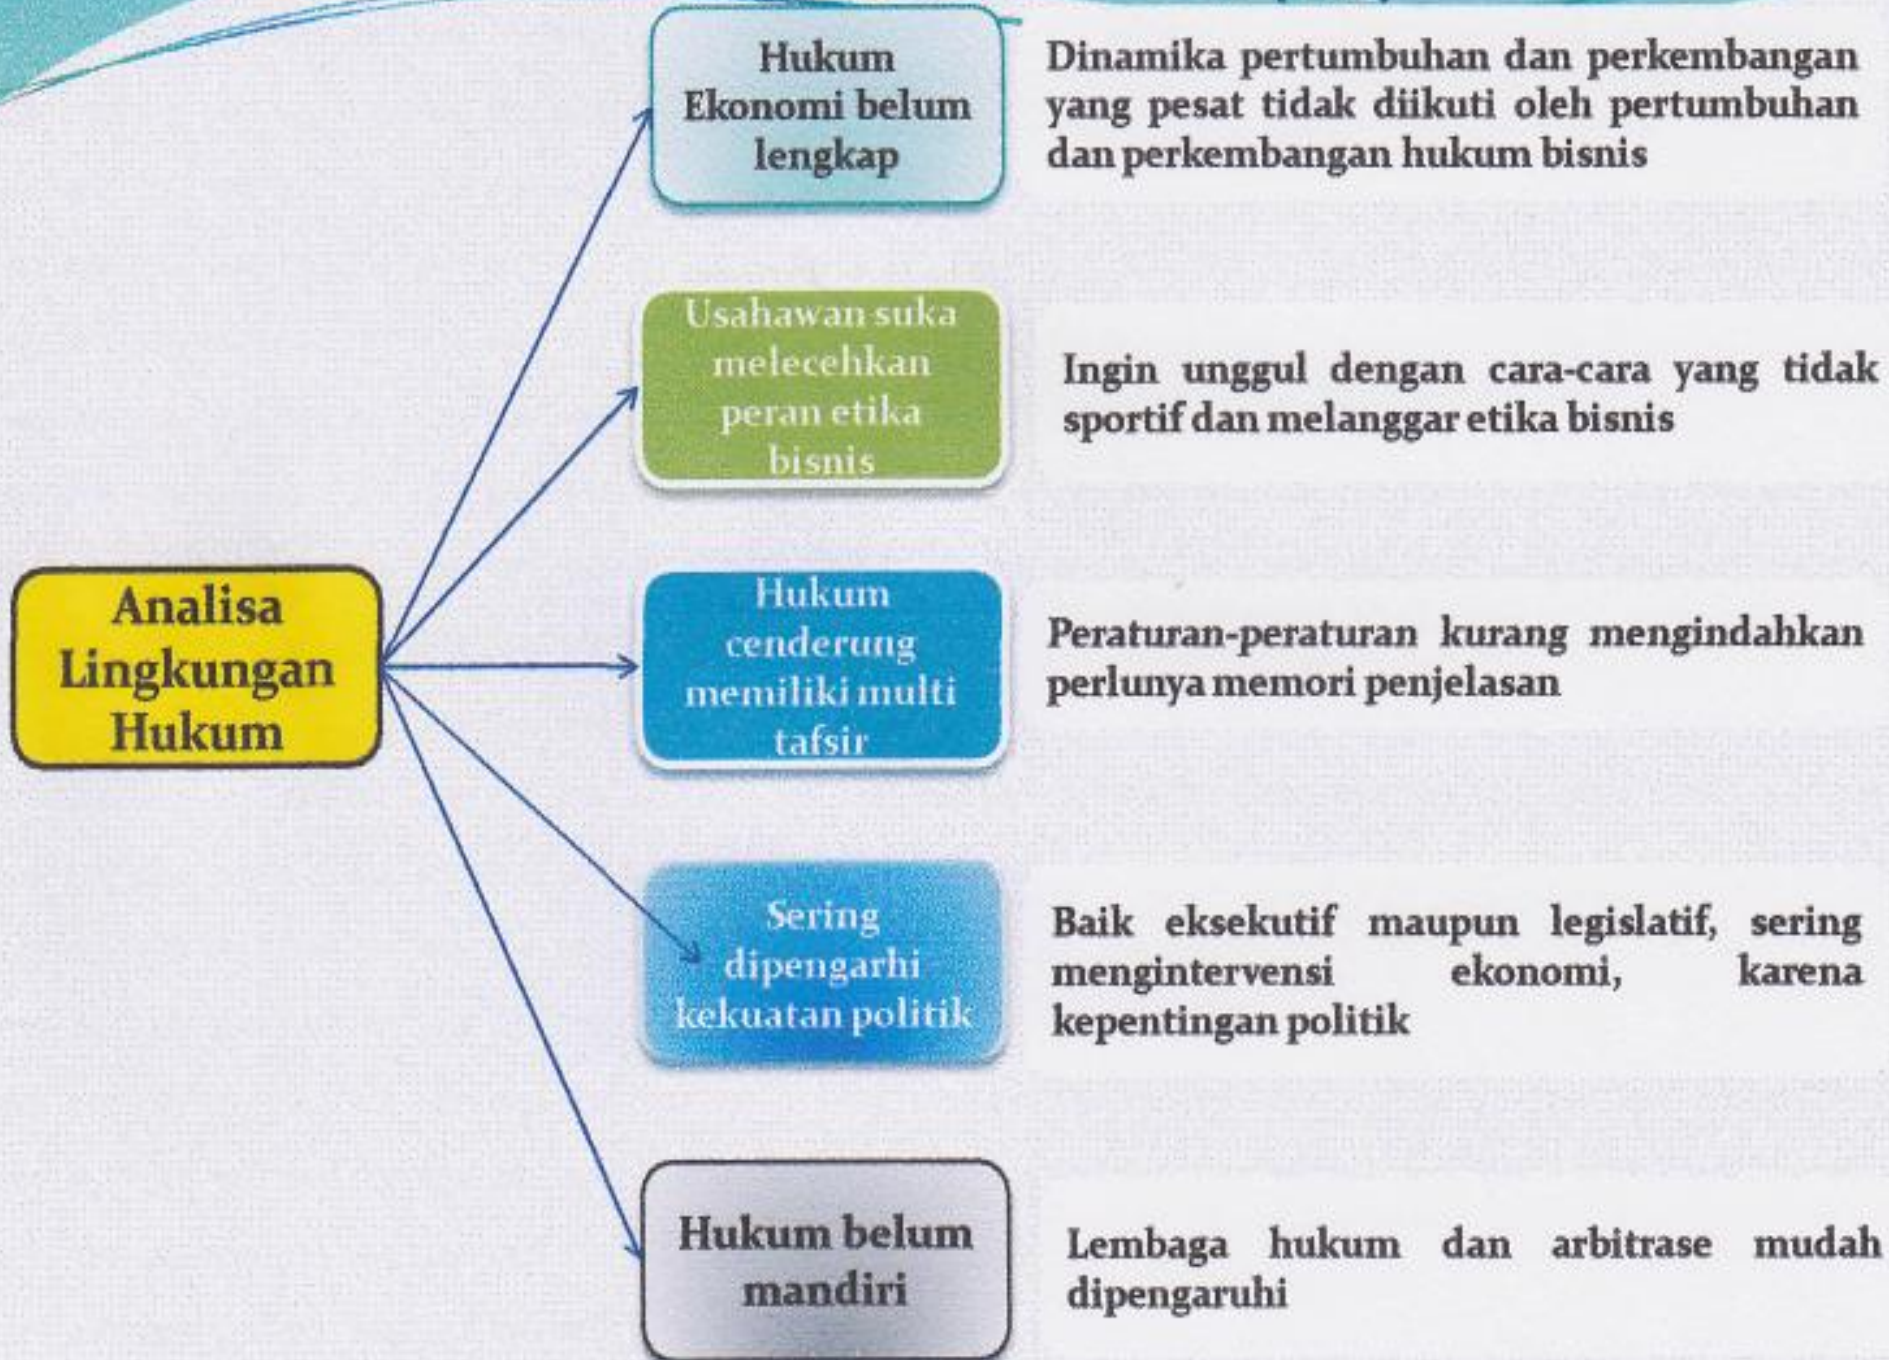 Hukum
Ekonomi belum
lengkap
Dinamika pertumbuhan dan perkembangan
yang pesat tidak diikuti oleh pertumbuhan
dan perkembangan hukum bisnis
Usahawan suka
melecehkan
peran etika
bisnis
Ingin unggul dengan cara-cara yang tidak
sportif dan melanggar etika bisnis
Analisa
Lingkungan
Hukum
Hukum
cenderung
memiliki multi
tafsir
Peraturan-peraturan kurang mengindahkan
perlunya memori penjelasan
Sering
dipengarhi
kekuatan politik
Baik eksekutif maupun legislatif, sering
mengintervensi ekonomi, karena
kepentingan politik
Hukum belum
mandiri
Lembaga hukum dan arbitrase mudah
dipengaruhi